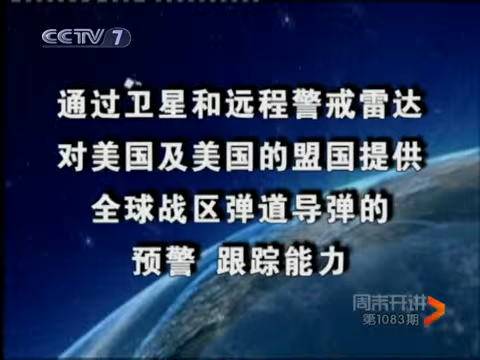 CCTV 7
通过卫星和远程警戒雷达
对美国及美国的盟国提供
全球战区弹道导弹的
预警 跟踪能力
周末开讲
第1083期